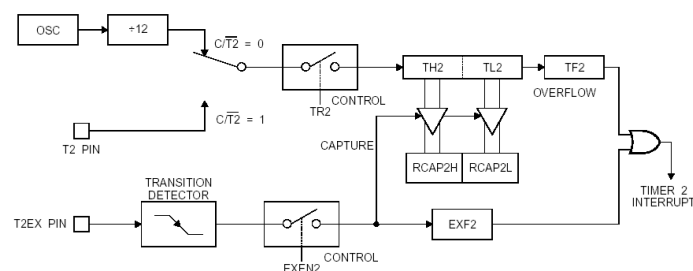 OSC
÷12
C/T2 = 0
TH2
TL2
TF2
CONTROL
OVERFLOW
TR2
C/T2 = 1
T2 PIN
CAPTURE
RCAP2H
RCAP2L
TRANSITION
DETECTOR
TIMER 2
INTERRUPT
T2EX PIN
EXF2
CONTROL
EXEN2